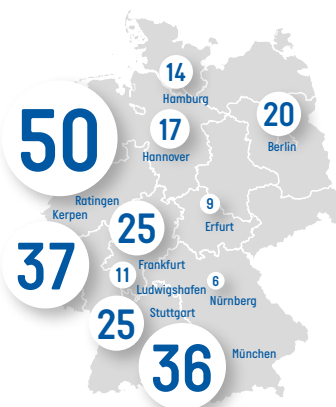 14
Hamburg
50
17
20
Hannover
Berlin
Ratingen
Kerpen
9
Erfurt
25
37
Frankfurt
11
Ludwigshafen
6
Nürnberg
25
Stuttgart
36
München